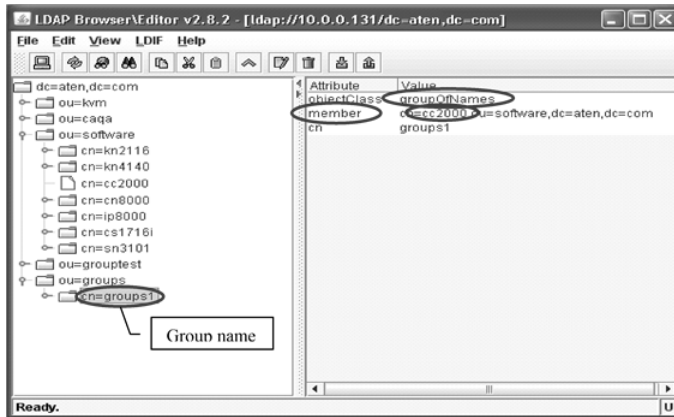 LDAP Browser\Editor v2.8.2 - [ldap://10.0.0.131/dc=aten,dc=com]
File Edit View LDIF Help
dc=aten,dc=com
ou=kvm
ou=caqa
ou=software
cn=kn2116
cn=kn4140
cn=cc2000
cn=cn8000
cn=ip8000
cn=cs1716i
cn=sn3101
ou=grouptest
ou=groups
cn=groups1
Group name
Attribute Value
objectClass groupOfNames
member cn=cc2000,ou=software,dc=aten,dc=com
cn groups1
Ready.
U